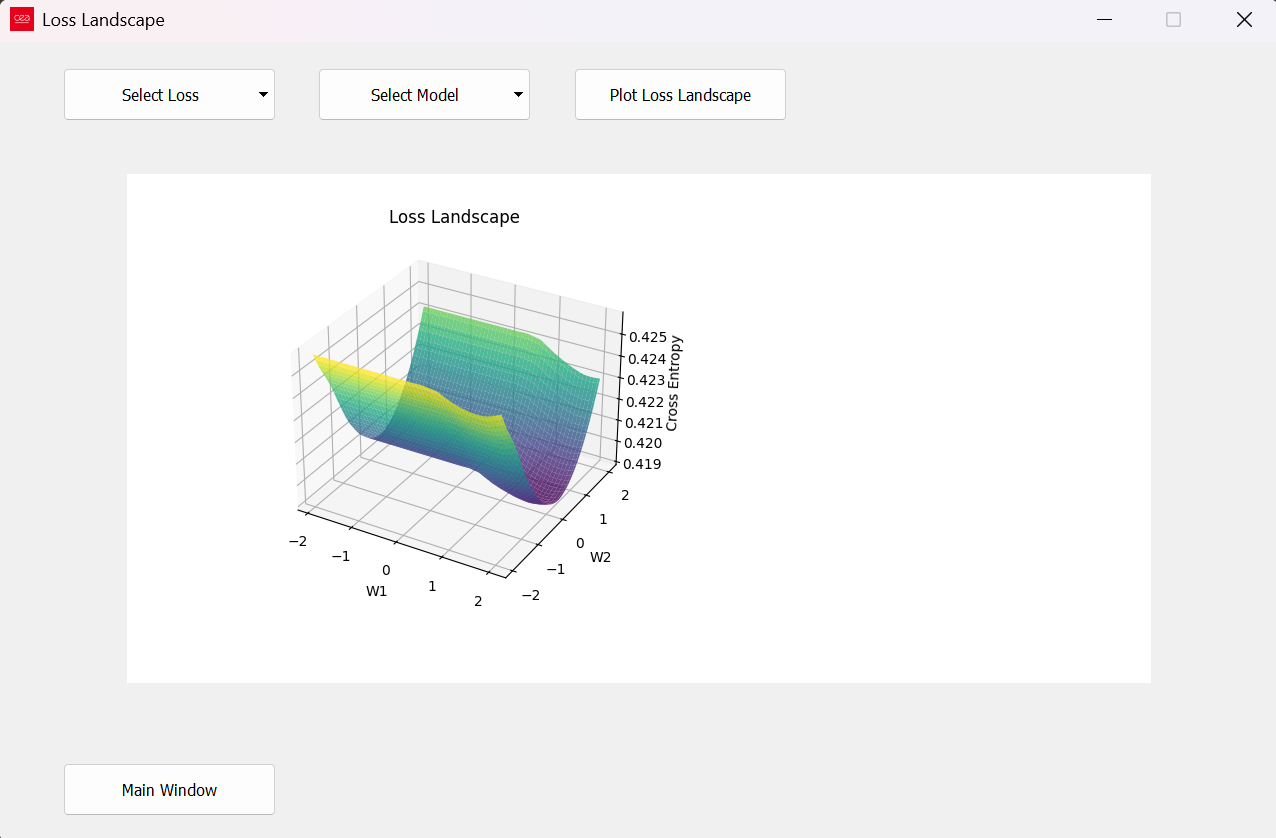 cea Loss Landscape
Select Loss
Select Model
Plot Loss Landscape
Loss Landscape
0.425
0.424
0.423
0.422
0.421
0.420
0.419
Cross Entropy
−2
−1
0
1
2
W1
2
1
0
−1
−2
W2
Main Window